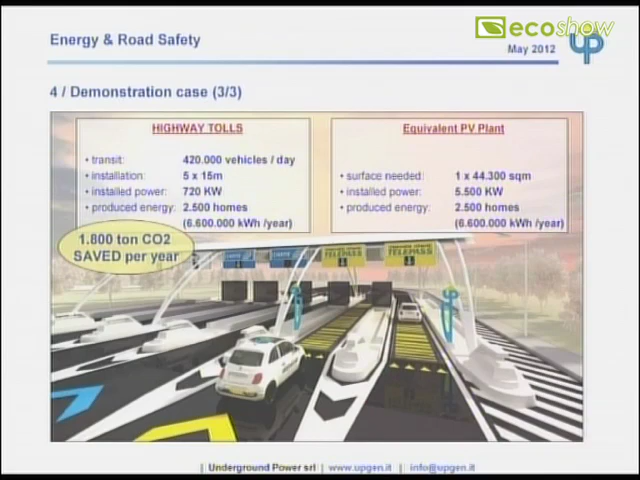 ecoshow
Energy & Road Safety
May 2012
up
4 / Demonstration case (3/3)
HIGHWAY TOLLS
• transit: 420.000 vehicles / day
• installation: 5 x 15m
• installed power: 720 KW
• produced energy: 2.500 homes
(6.600.000 kWh /year)
Equivalent PV Plant
• surface needed: 1 x 44.300 sqm
• installed power: 5.500 KW
• produced energy: 2.500 homes
(6.600.000 kWh /year)
1.800 ton CO2
SAVED per year
TELEPASS
TELEPASS
| Underground Power srl | www.upgen.it | info@upgen.it